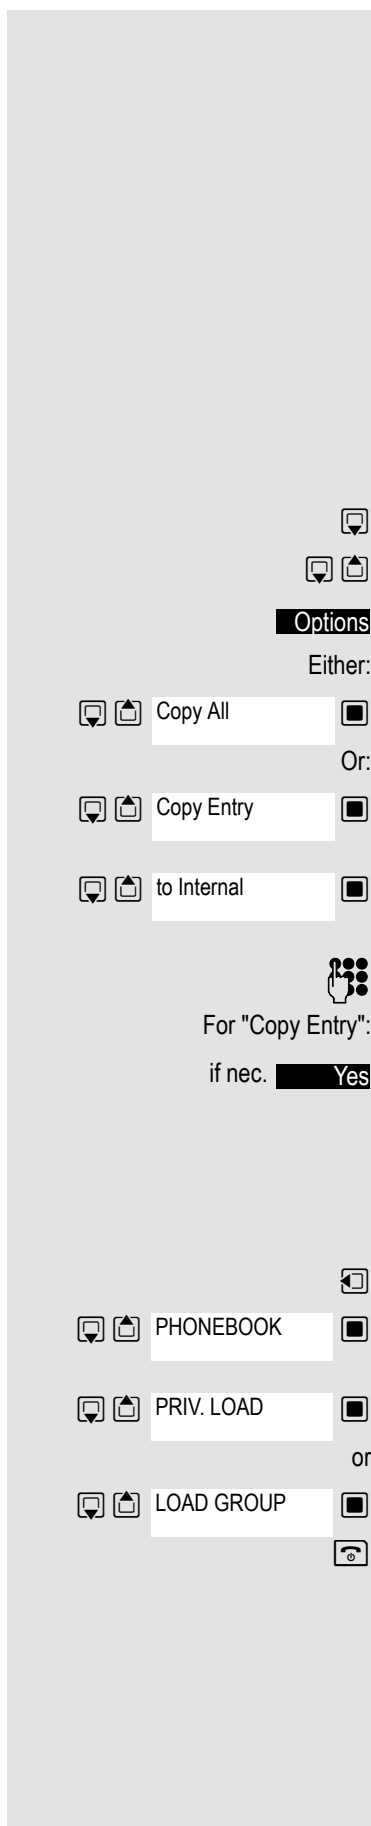 Options
Either:
Copy All
Or:
Copy Entry
to Internal
For "Copy Entry":
if nec. Yes
PHONEBOOK
PRIV. LOAD
or
LOAD GROUP